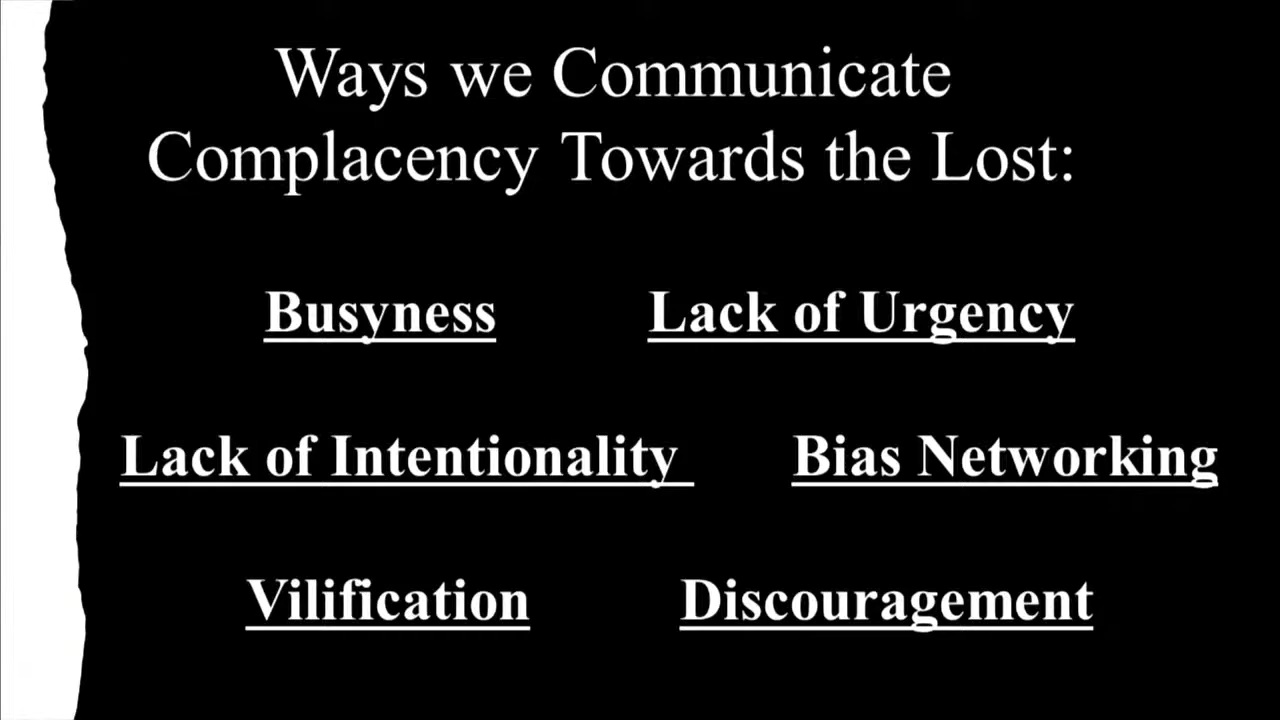 Ways we Communicate
Complacency Towards the Lost:
Busyness Lack of Urgency
Lack of Intentionality Bias Networking
Vilification Discouragement